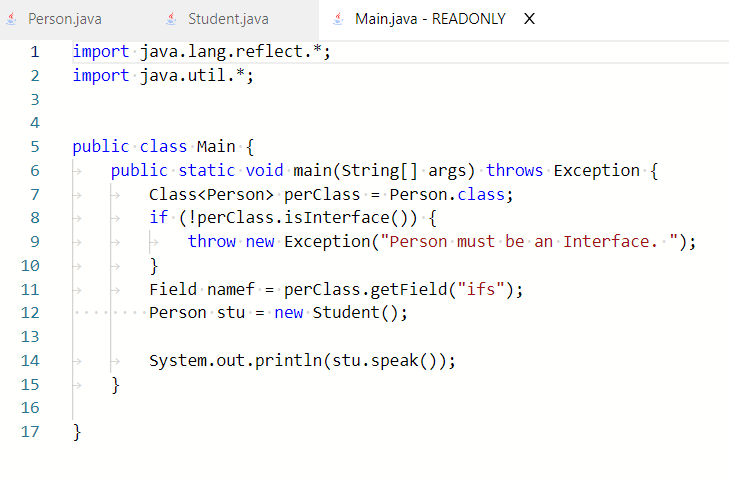 Person.java Student.java Main.java - READONLY X
1 import java.lang.reflect.*;
2 import java.util.*;
3
4
5 public class Main {
6 public static void main(String[] args) throws Exception {
7 Class<Person> perClass = Person.class;
8 if (!perClass.isInterface()) {
9 throw new Exception("Person must be an Interface. ");
10 }
11 Field namef = perClass.getField("ifs");
12 Person stu = new Student();
13
14 System.out.println(stu.speak());
15 }
16
17 }